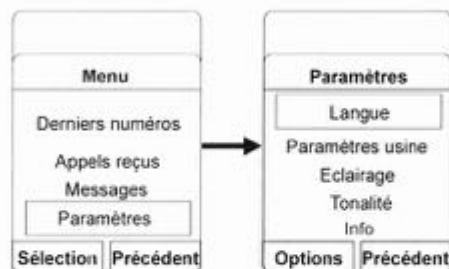 Menu
Derniers numéros
Appels reçus
Messages
Paramètres
Sélection Précédent
Paramètres
Langue
Paramètres usine
Eclairage
Tonalité
Info
Options Précédent